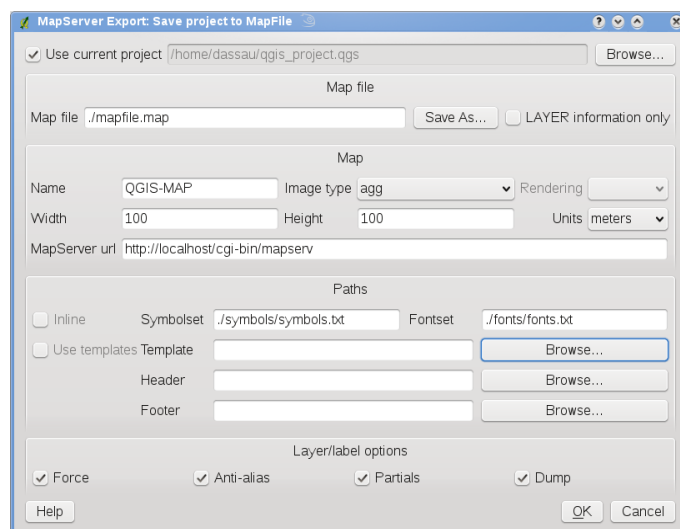 MapServer Export: Save project to MapFile
Use current project /home/dassau/qgis_project.qgs Browse...
Map file
Map file ./mapfile.map Save As... LAYER information only
Map
Name QGIS-MAP Image type agg Rendering
Width 100 Height 100 Units meters
MapServer url http://localhost/cgi-bin/mapserv
Paths
Inline Symbolset ./symbols/symbols.txt Fontset ./fonts/fonts.txt
Use templates Template Browse...
Header Browse...
Footer Browse...
Layer/label options
Force Anti-alias Partials Dump
Help OK Cancel